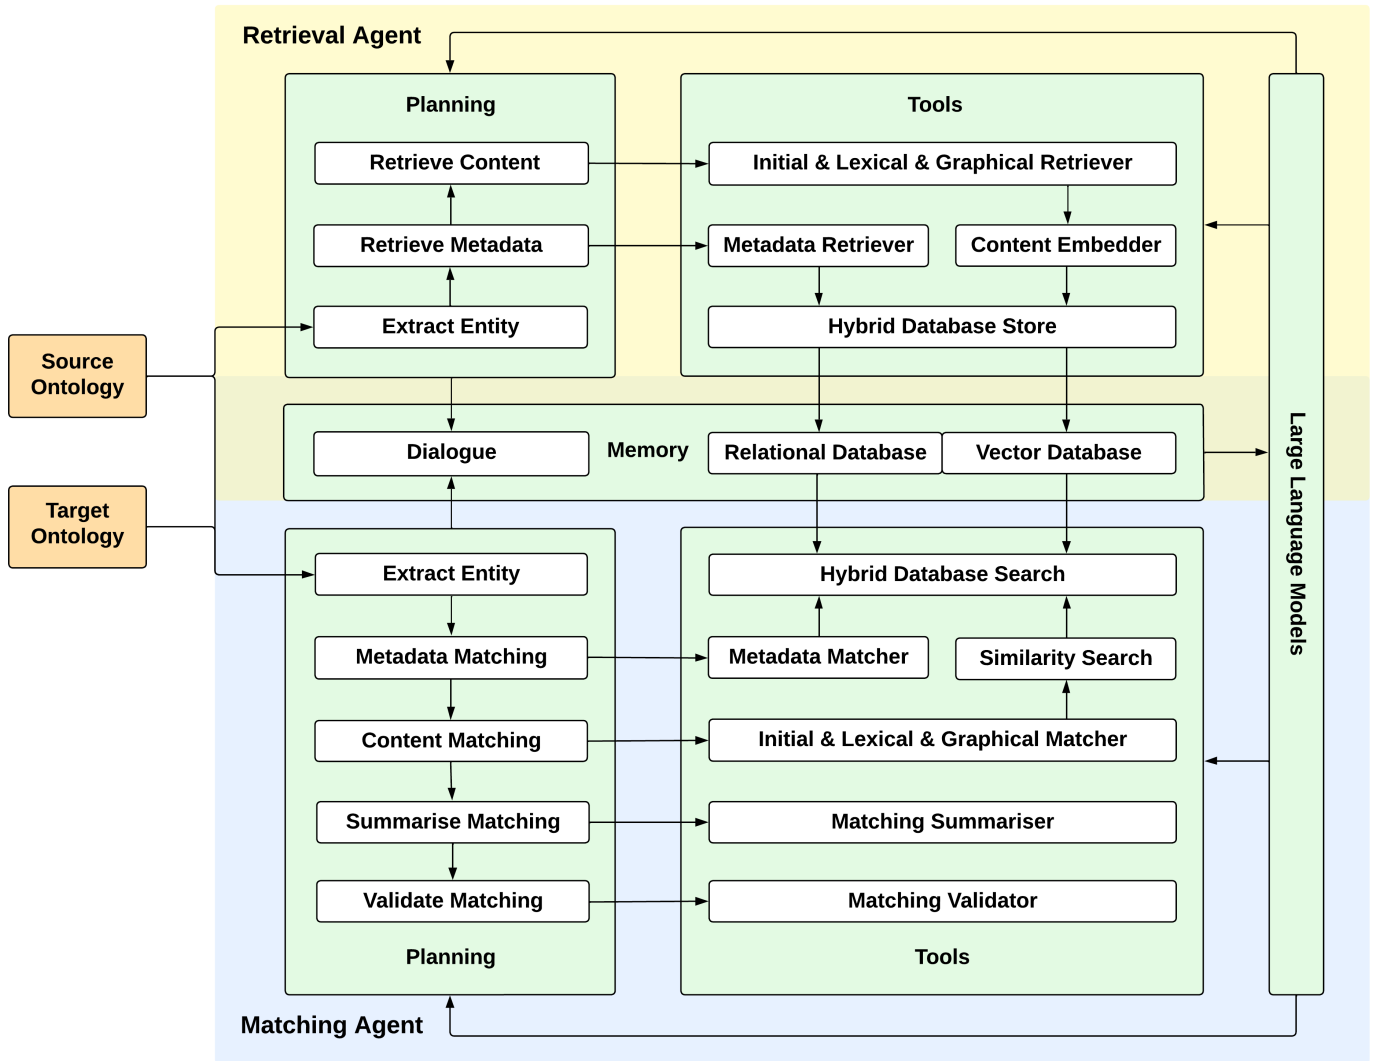 Retrieval Agent
Planning
Tools
Retrieve Content
Initial & Lexical & Graphical Retriever
Retrieve Metadata
Metadata Retriever
Content Embedder
Extract Entity
Hybrid Database Store
Source
Ontology
Dialogue
Memory
Relational Database
Vector Database
Large Language Models
Target
Ontology
Extract Entity
Hybrid Database Search
Metadata Matching
Metadata Matcher
Similarity Search
Content Matching
Initial & Lexical & Graphical Matcher
Summarise Matching
Matching Summariser
Validate Matching
Matching Validator
Planning
Tools
Matching Agent